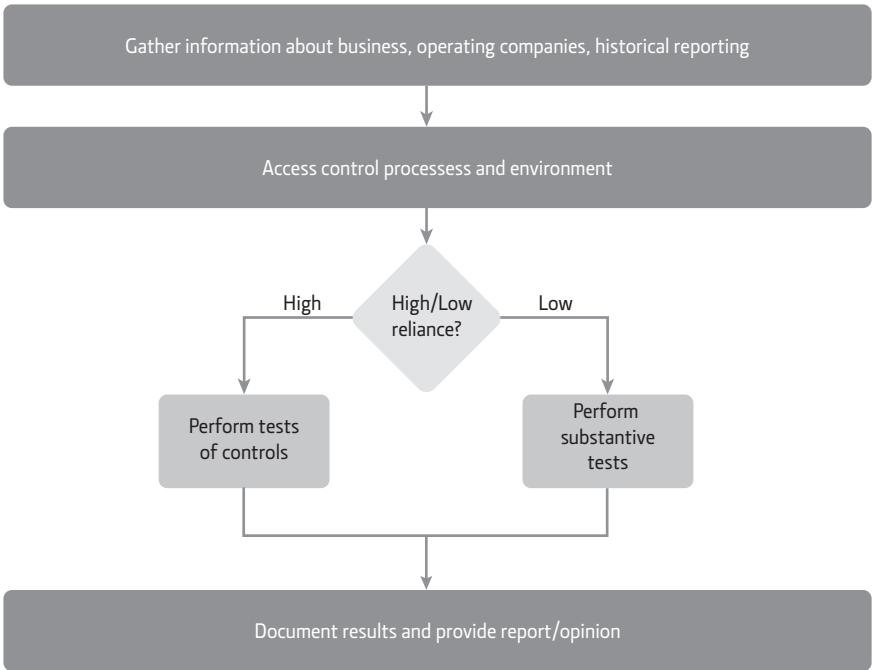 Gather information about business, operating companies, historical reporting
Access control processess and environment
High
High/Low
reliance?
Low
Perform tests
of controls
Perform
substantive
tests
Document results and provide report/opinion